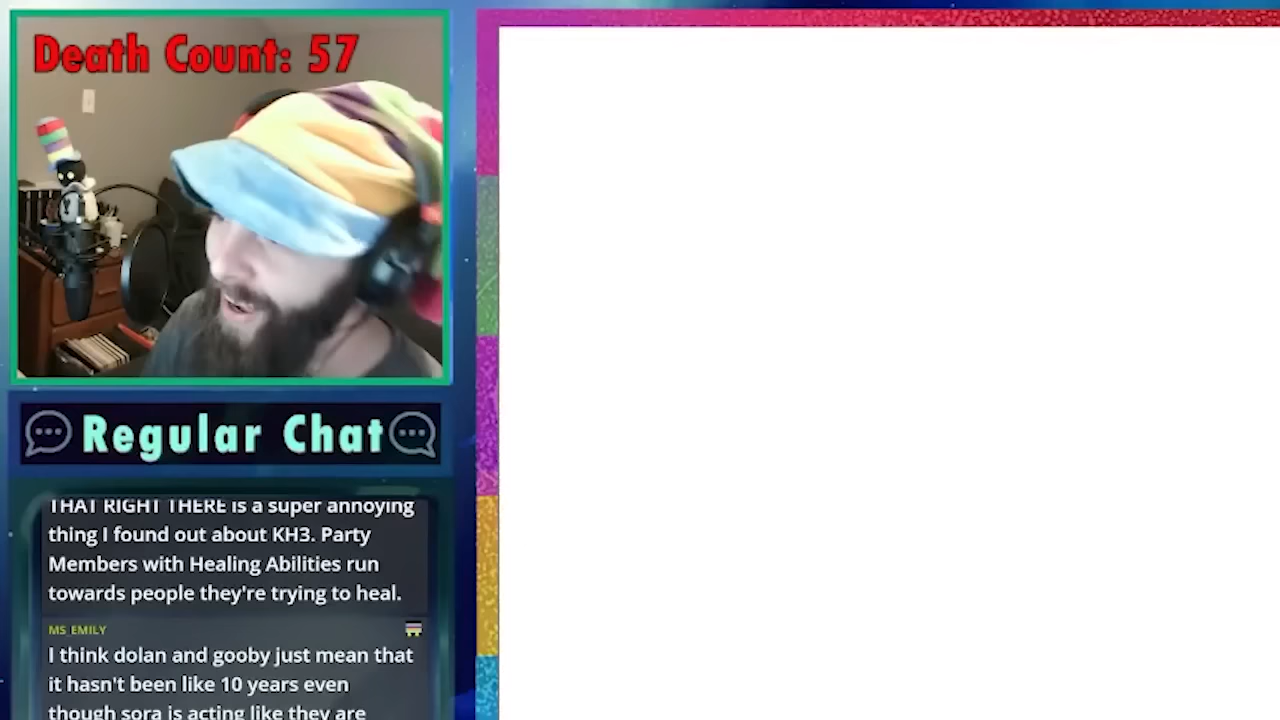 Death Count: 57
Regular Chat
THAT RIGHT THERE is a super annoying
thing I found out about KH3. Party
Members with Healing Abilities run
towards people they're trying to heal.
MS_EMILY
I think dolan and gooby just mean that
it hasn't been like 10 years even
though sora is acting like they are